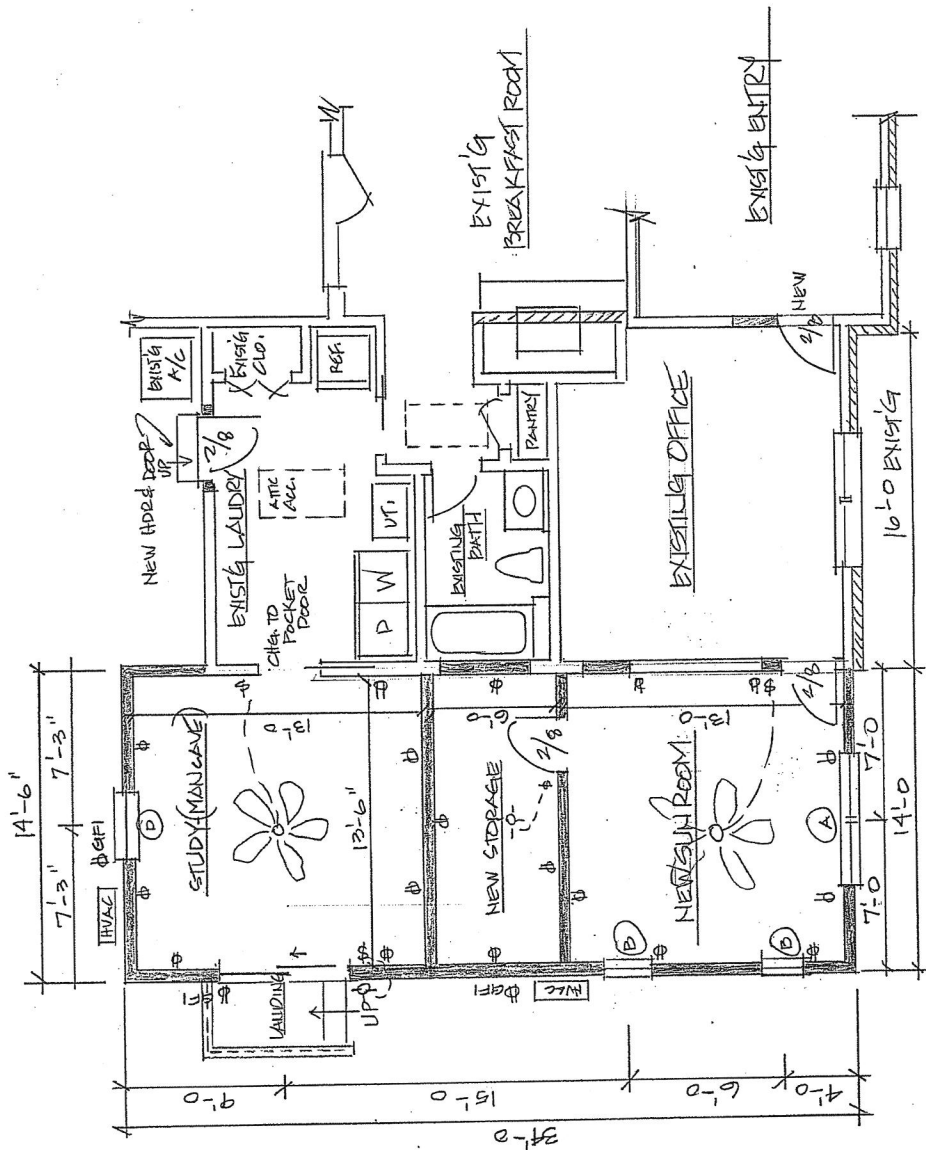 EXIST'G
BREAKFAST ROOM
EXIST'G ENTRY
EXIST'G
A/C
EXIST'G
CLO.
REF.
NEW HDR & DOOR
UP
2/8
EXIST'G LAUDRY
ATTIC
ACC.
CHG. TO
POCKET
DOOR
D
W
UT.
EXISTING
BATH
PANTRY
EXISTING OFFICE
NEW
2/8
16'-0 EXIST'G
14'-6"
7'-3"
7'-3"
HVAC
GFI
D
STUDY/MANCAVE
13'-0
13'-6"
NEW STORAGE
6'-0
2/8
NEW SUN ROOM
13'-0
2/8
A
B
B
7'-0
7'-0
14'-0
LANDING
UP
GFI
HVAC
9'-0
15'-0
6'-0
4'-0
34'-0